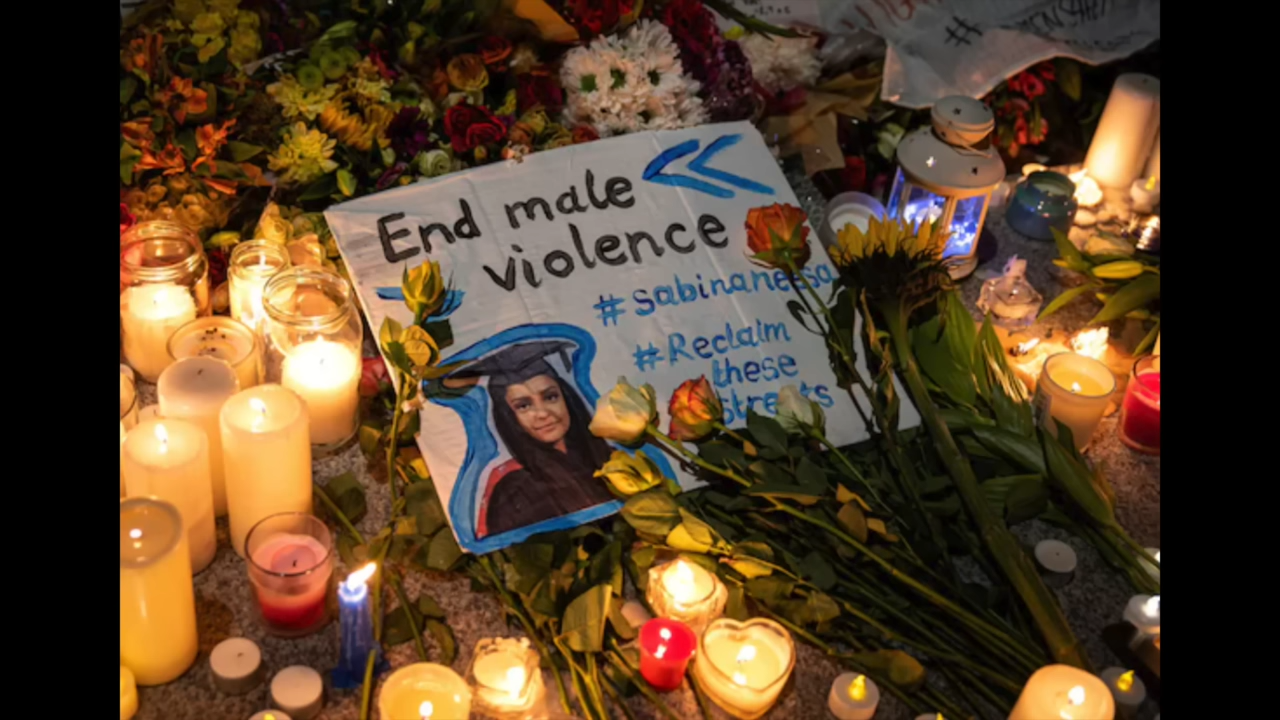 End male
violence
#sabinanessa
#Reclaim
these
streets